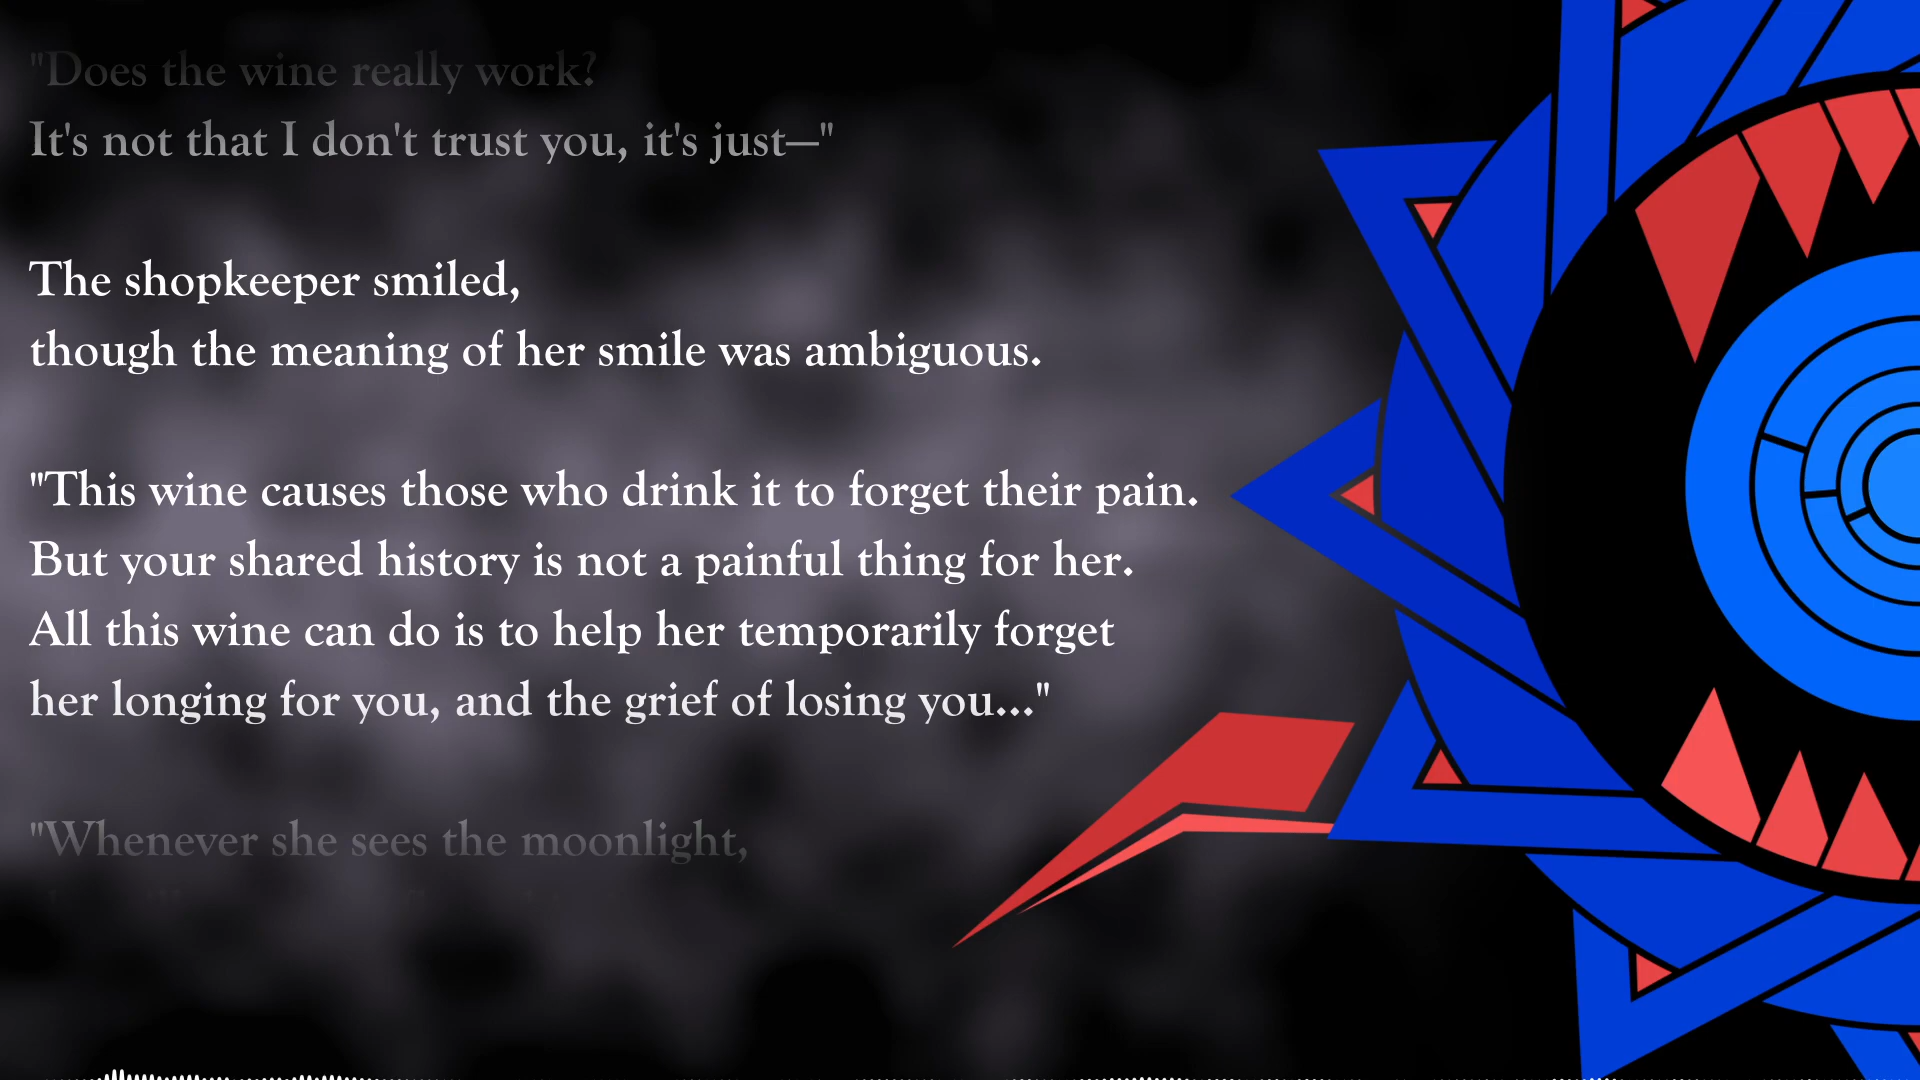 "Does the wine really work?
It's not that I don't trust you, it's just—"
The shopkeeper smiled,
though the meaning of her smile was ambiguous.
"This wine causes those who drink it to forget their pain.
But your shared history is not a painful thing for her.
All this wine can do is to help her temporarily forget
her longing for you, and the grief of losing you..."
"Whenever she sees the moonlight,